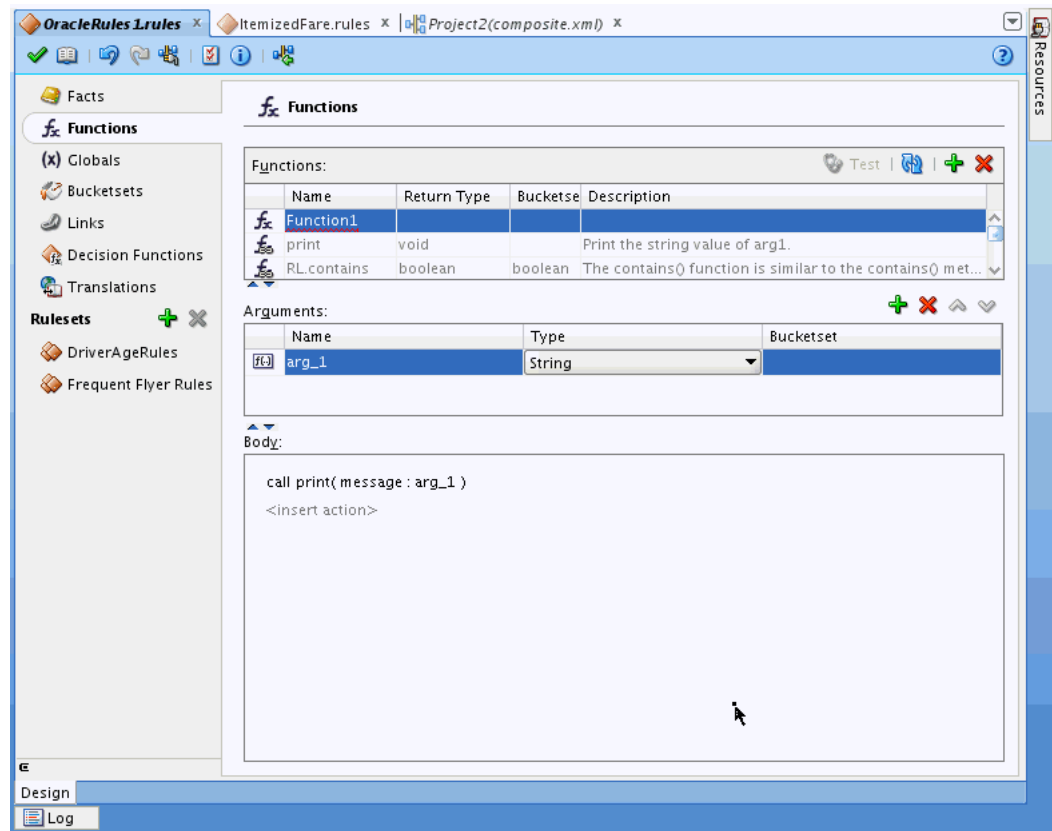 OracleRules1.rules x ItemizedFare.rules x Project2(composite.xml) x
Resources
Facts
Functions
Globals
Bucketsets
Links
Decision Functions
Translations
Rulesets
DriverAgeRules
Frequent Flyer Rules
Functions
Functions: Test
Name Return Type Bucketse Description
Function1
print void Print the string value of arg1.
RL.contains boolean boolean The contains() function is similar to the contains() met...
Arguments:
Name Type Bucketset
arg_1 String
Body:
call print( message : arg_1 )
<insert action>
Design
Log